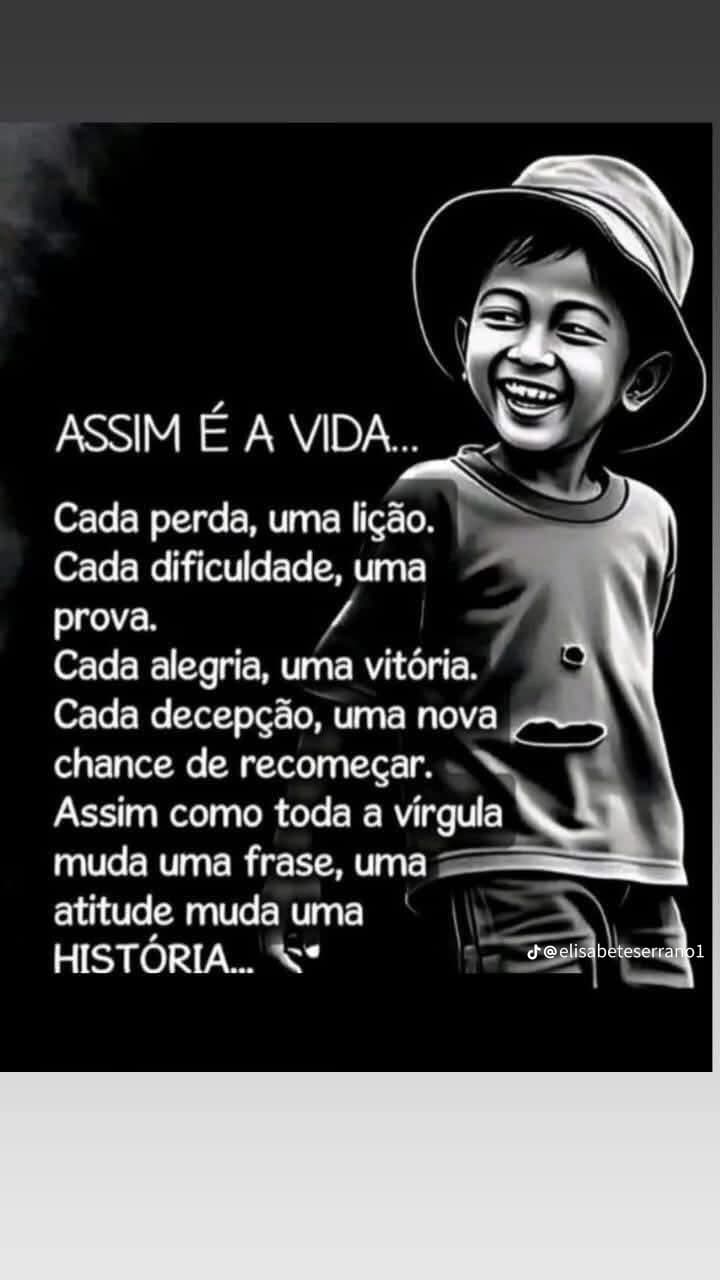 ASSIM É A VIDA...
Cada perda, uma lição.
Cada dificuldade, uma
prova.
Cada alegria, uma vitória.
Cada decepção, uma nova
chance de recomeçar.
Assim como toda a vírgula
muda uma frase, uma
atitude muda uma
HISTÓRIA...
@elisabeteserrano1